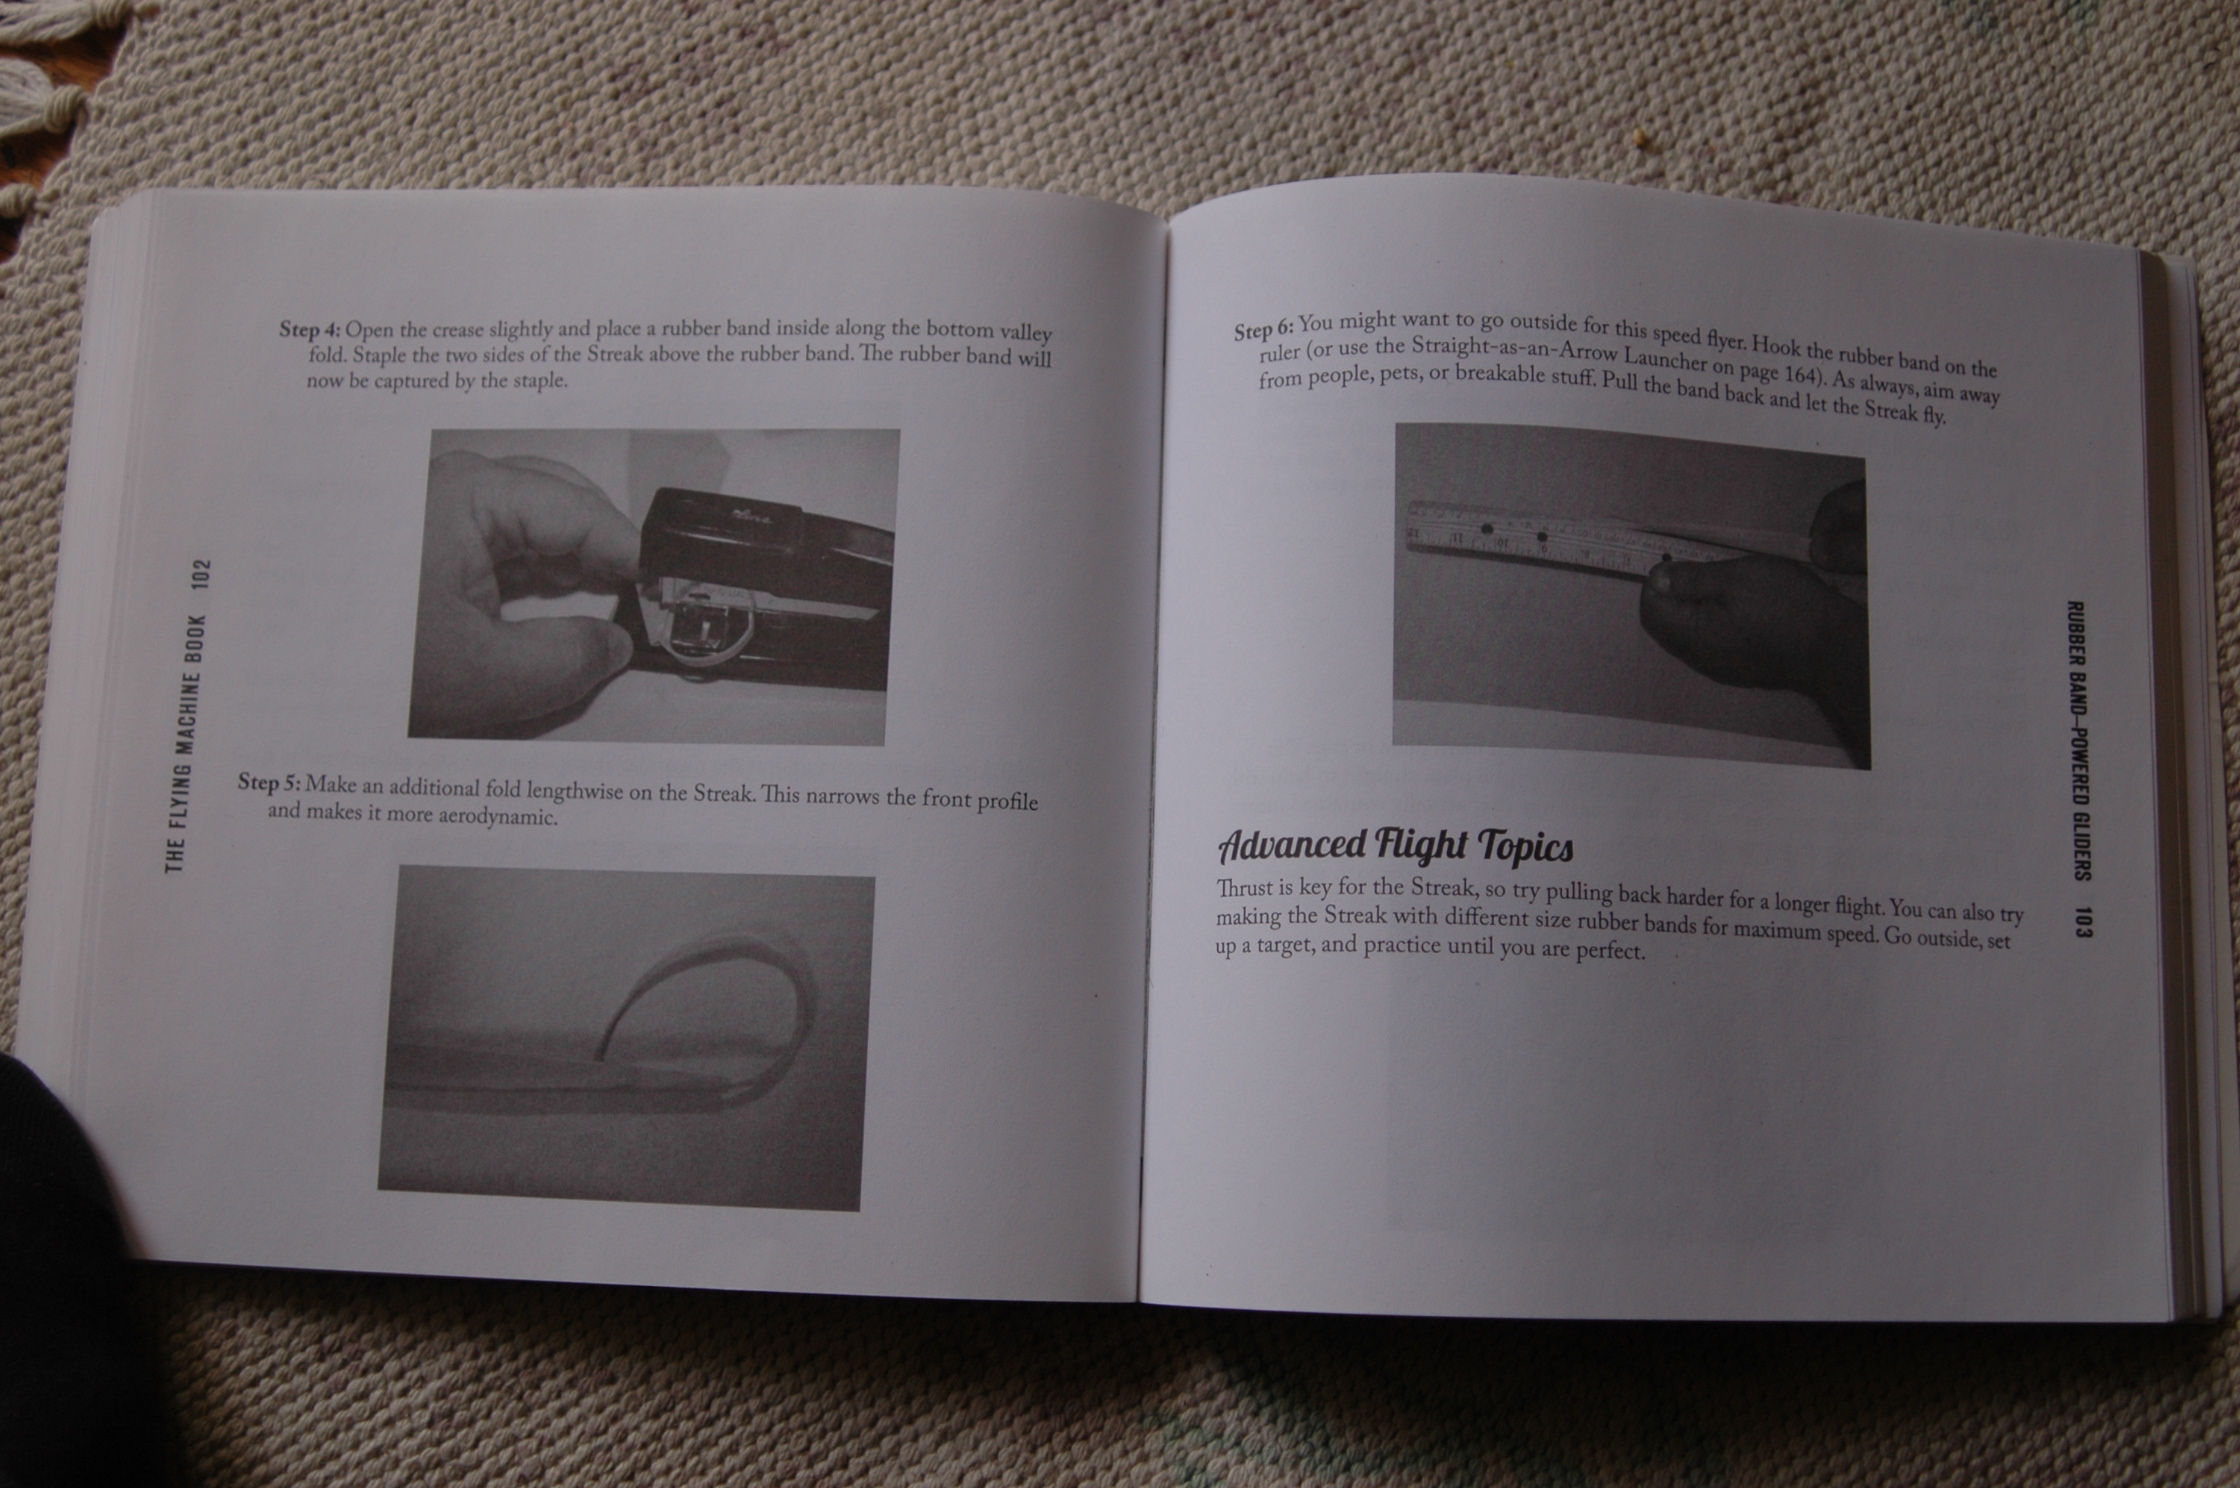 Step 4: Open the crease slightly and place a rubber band inside along the bottom valley
fold. Staple the two sides of the Streak above the rubber band. The rubber band will
now be captured by the staple.
Step 5: Make an additional fold lengthwise on the Streak. This narrows the front profile
and makes it more aerodynamic.
THE FLYING MACHINE BOOK 102
Step 6: You might want to go outside for this speed flyer. Hook the rubber band on the
ruler (or use the Straight-as-an-Arrow Launcher on page 164). As always, aim away
from people, pets, or breakable stuff. Pull the band back and let the Streak fly.
Advanced Flight Topics
Thrust is key for the Streak, so try pulling back harder for a longer flight. You can also try
making the Streak with different size rubber bands for maximum speed. Go outside, set
up a target, and practice until you are perfect.
RUBBER BAND–POWERED GLIDERS 103